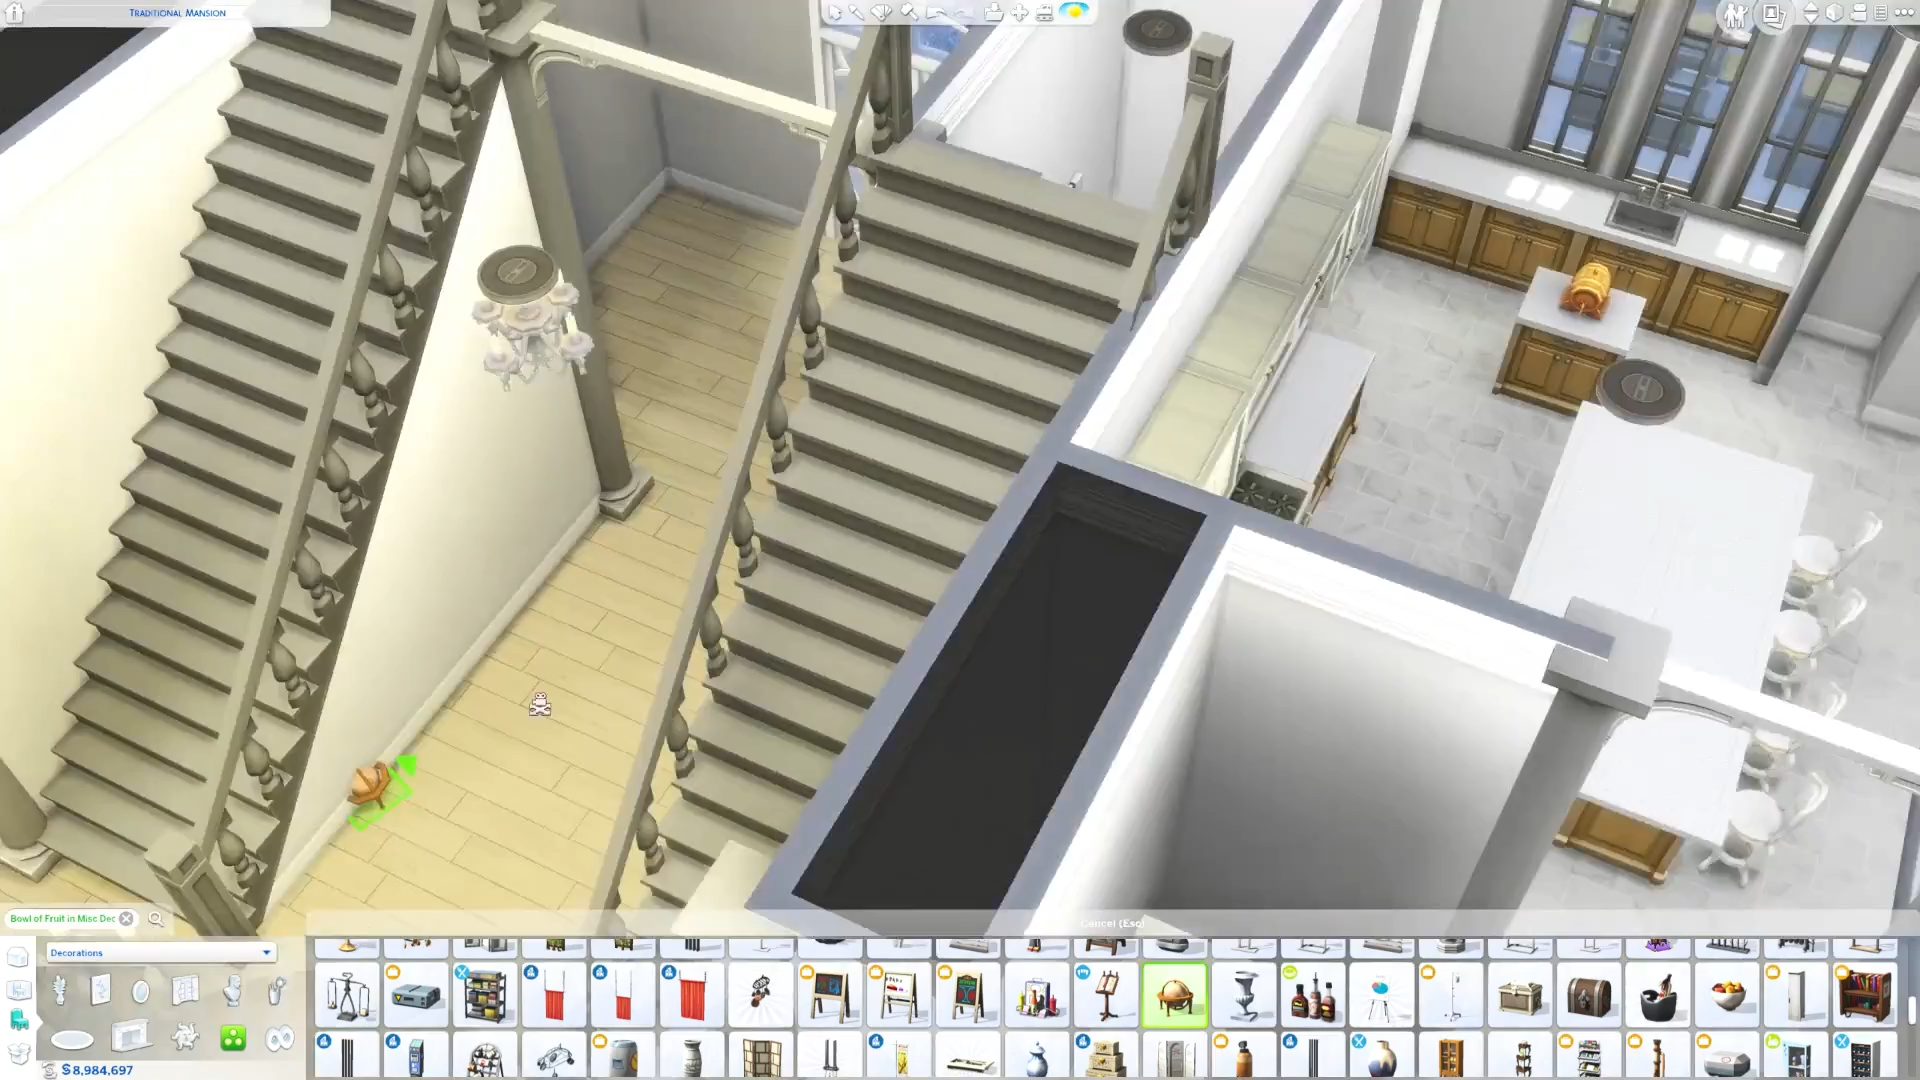 TRADITIONAL MANSION
Cancel (Esc)
Bowl of Fruit in Misc Dec
Decorations
§8,984,697